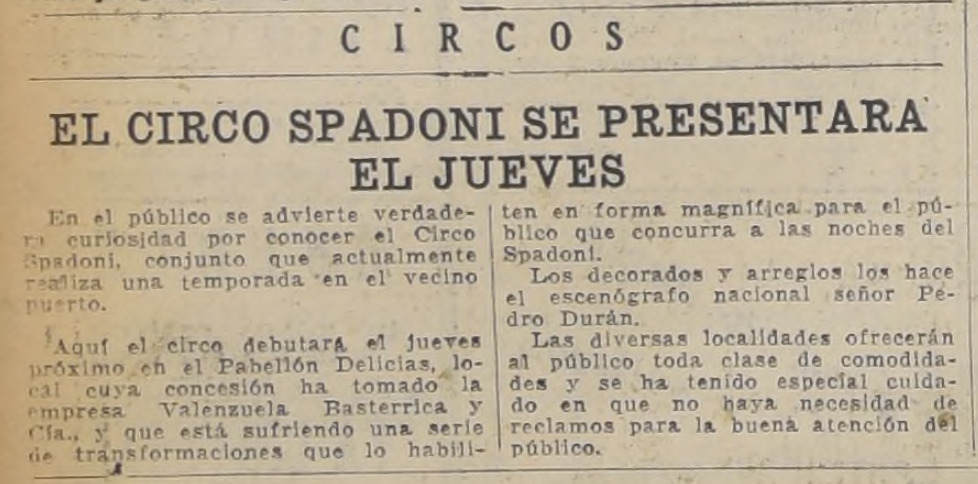 CIRCOS
EL CIRCO SPADONI SE PRESENTARA
EL JUEVES
En el público se advierte verdade-
ra curiosidad por conocer el Circo
Spadoni, conjunto que actualmente
realiza una temporada en el vecino
puerto.
Aquí el circo debutará el jueves
próximo en el Pabellón Delicias, lo-
cal cuya concesión ha tomado la
empresa Valenzuela Basterrica y
Cía., y que está sufriendo una serie
de transformaciones que lo habili-
ten en forma magnífica para el pú-
blico que concurra a las noches del
Spadoni.
Los decorados y arreglos los hace
el escenógrafo nacional señor Pe-
dro Durán.
Las diversas localidades ofrecerán
al público toda clase de comodida-
des y se ha tenido especial cuida-
do en que no haya necesidad de
reclamos para la buena atención del
público.